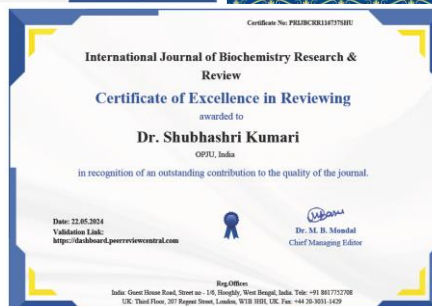 Certificate No: PRIJBCRR116737SHU
International Journal of Biochemistry Research &
Review
Certificate of Excellence in Reviewing
awarded to
Dr. Shubhashri Kumari
OPJU, India
in recognition of an outstanding contribution to the quality of the journal.
Date: 22.05.2024
Validation Link:
https://dashboard.peerreviewcentral.com
Dr. M. B. Mondal
Chief Managing Editor
Reg.Offices
India: Guest House Road, Street no - 1/6, Hooghly, West Bengal, India. Tele: +91 8617752708
UK: Third Floor, 207 Regent Street, London, W1B 3HH, UK. Fax: +44 20-3031-1429